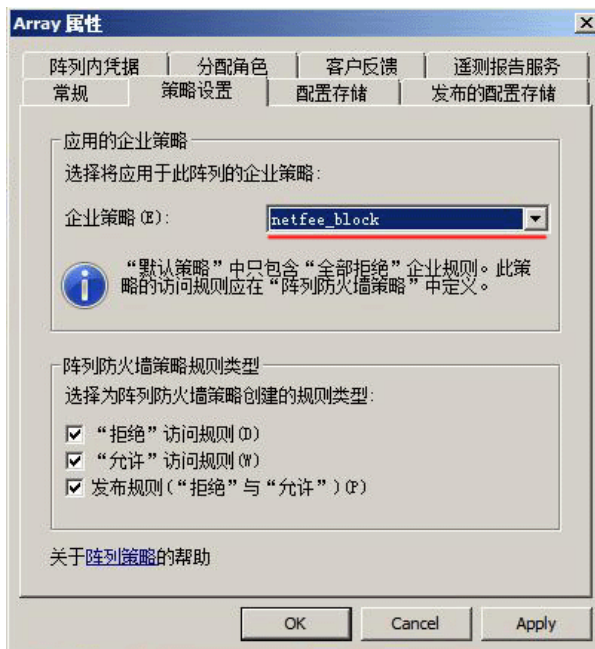 Array 属性
阵列内凭据 分配角色 客户反馈 遥测报告服务
常规 策略设置 配置存储 发布的配置存储
应用的企业策略
选择将应用于此阵列的企业策略:
企业策略(E): netfee_block
“默认策略”中只包含“全部拒绝”企业规则。此策
略的访问规则应在“阵列防火墙策略”中定义。
阵列防火墙策略规则类型
选择为阵列防火墙策略创建的规则类型:
“拒绝”访问规则(D)
“允许”访问规则(W)
发布规则(“拒绝”与“允许”)(P)
关于阵列策略的帮助
OK Cancel Apply